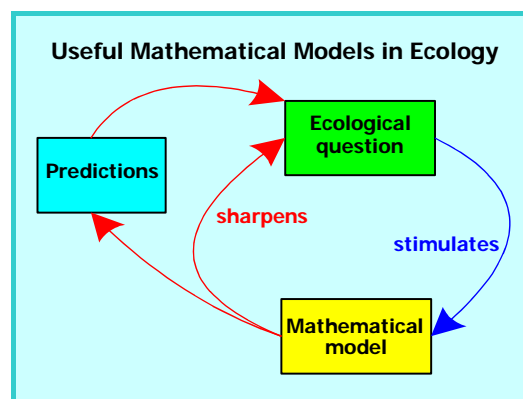 Useful Mathematical Models in Ecology
Ecological
question
Predictions
sharpens
stimulates
Mathematical
model